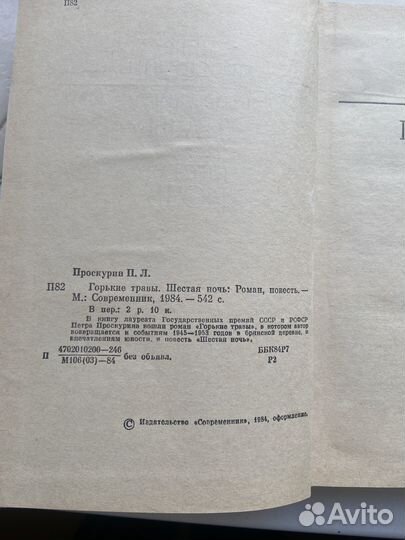 П82
Проскурин П. Л.
П82 Горькие травы. Шестая ночь: Роман, повесть.—
М.: Современник, 1984. — 542 с.
В пер.: 2 р. 10 к.
В книгу лауреата Государственных премий СССР и РСФСР
Петра Проскурина вошли роман «Горькие травы», в котором автор
возвращается к событиям 1945—1953 годов в брянской деревне, к
впечатлениям юности, и повесть «Шестая ночь».
П 4702010200—246 без объявл. ББК84Р7
М106(03)—84 Р2
© Издательство «Современник», 1984, оформление.
Avito